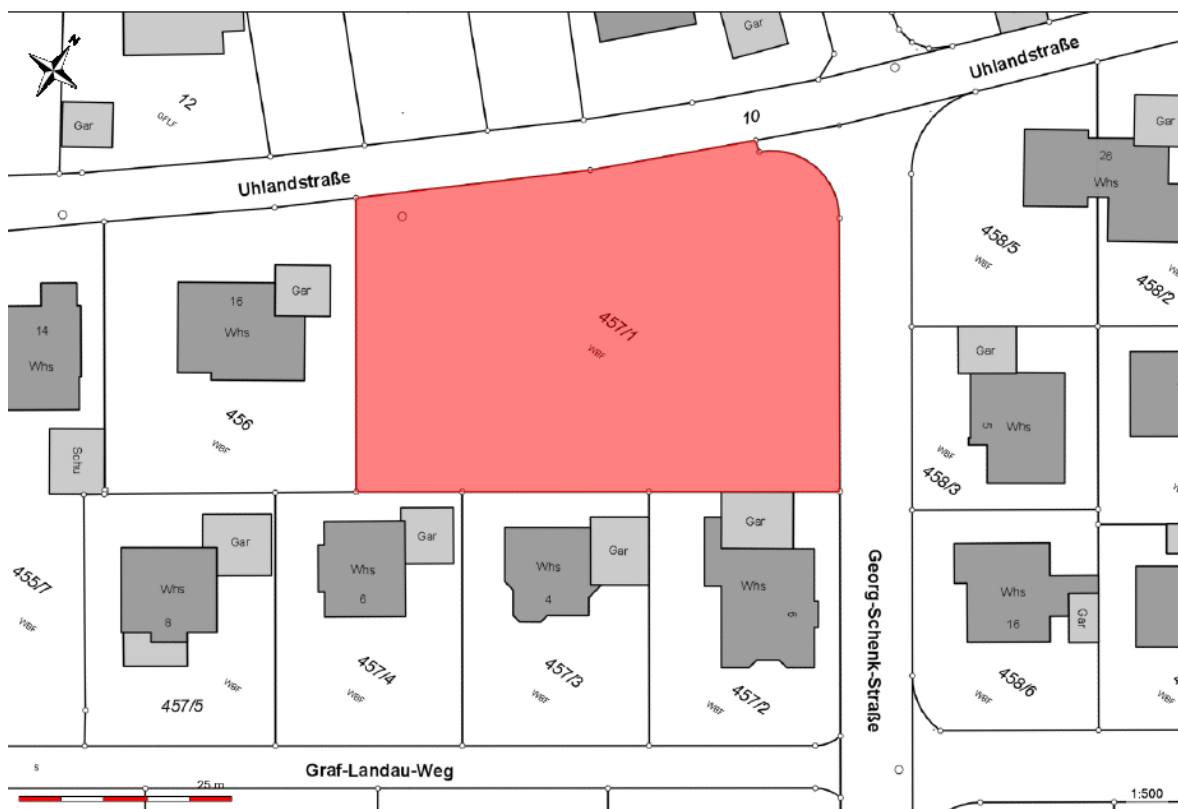 N
Gar
12
GFLF
Gar
10
Uhlandstraße
Gar
26
Whs
458/5
WBF
458/2
Uhlandstraße
16
Whs
Gar
14
Whs
457/1
WBF
456
WBF
Schu
Gar
5
Whs
458/3
WBF
Gar
Whs
8
455/7
WBF
WBF
457/5
Gar
Whs
6
457/4
WBF
Gar
Whs
4
457/3
WBF
Gar
Whs
6
457/2
WBF
Georg-Schenk-Straße
Whs
16
Gar
458/6
WBF
Graf-Landau-Weg
s
25 m
1:500